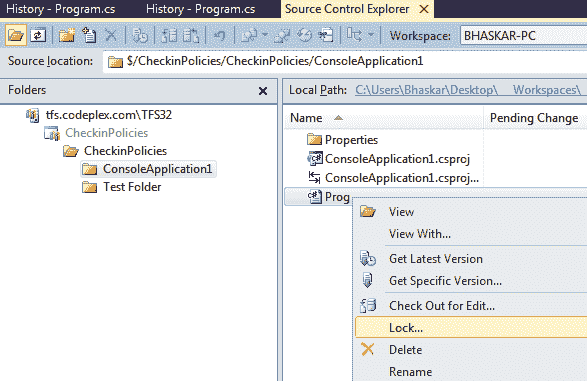 History - Program.cs History - Program.cs Source Control Explorer
Workspace: BHASKAR-PC
Source Location: $/CheckinPolicies/CheckinPolicies/ConsoleApplication1
Folders
Local Path: C:\Users\Bhaskar\Desktop\ Workspaces \
tfs.codeplex.com\TFS32
CheckinPolicies
CheckinPolicies
ConsoleApplication1
Test Folder
Name Pending Change
Properties
ConsoleApplication1.csproj
ConsoleApplication1.csproj...
Prog
View
View With...
Get Latest Version
Get Specific Version...
Check Out for Edit...
Lock...
Delete
Rename